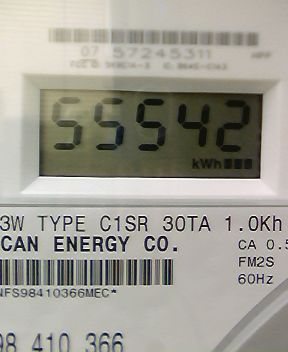 07 57245311
55542
kWh
3W TYPE C1SR 30TA 1.0Kh
CAN ENERGY CO.
CA 0.5
FM2S
60Hz
NFS98410366MEC*
98 410 366